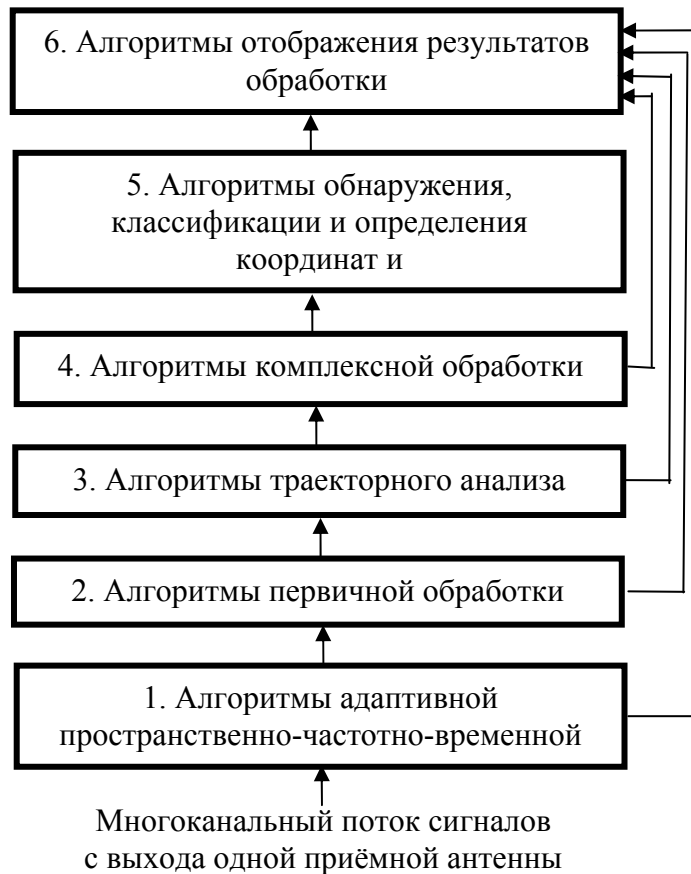 6. Алгоритмы отображения результатов
обработки
5. Алгоритмы обнаружения,
классификации и определения
координат и
4. Алгоритмы комплексной обработки
3. Алгоритмы траекторного анализа
2. Алгоритмы первичной обработки
1. Алгоритмы адаптивной
пространственно-частотно-временной
Многоканальный поток сигналов
с выхода одной приёмной антенны